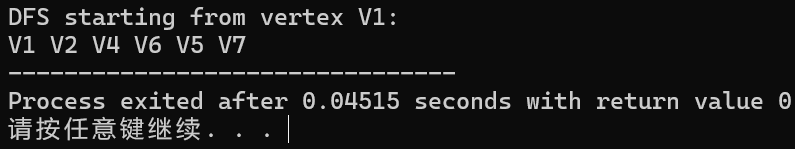 DFS starting from vertex V1:
V1 V2 V4 V6 V5 V7
--------------------------------
Process exited after 0.04515 seconds with return value 0
请按任意键继续. . .